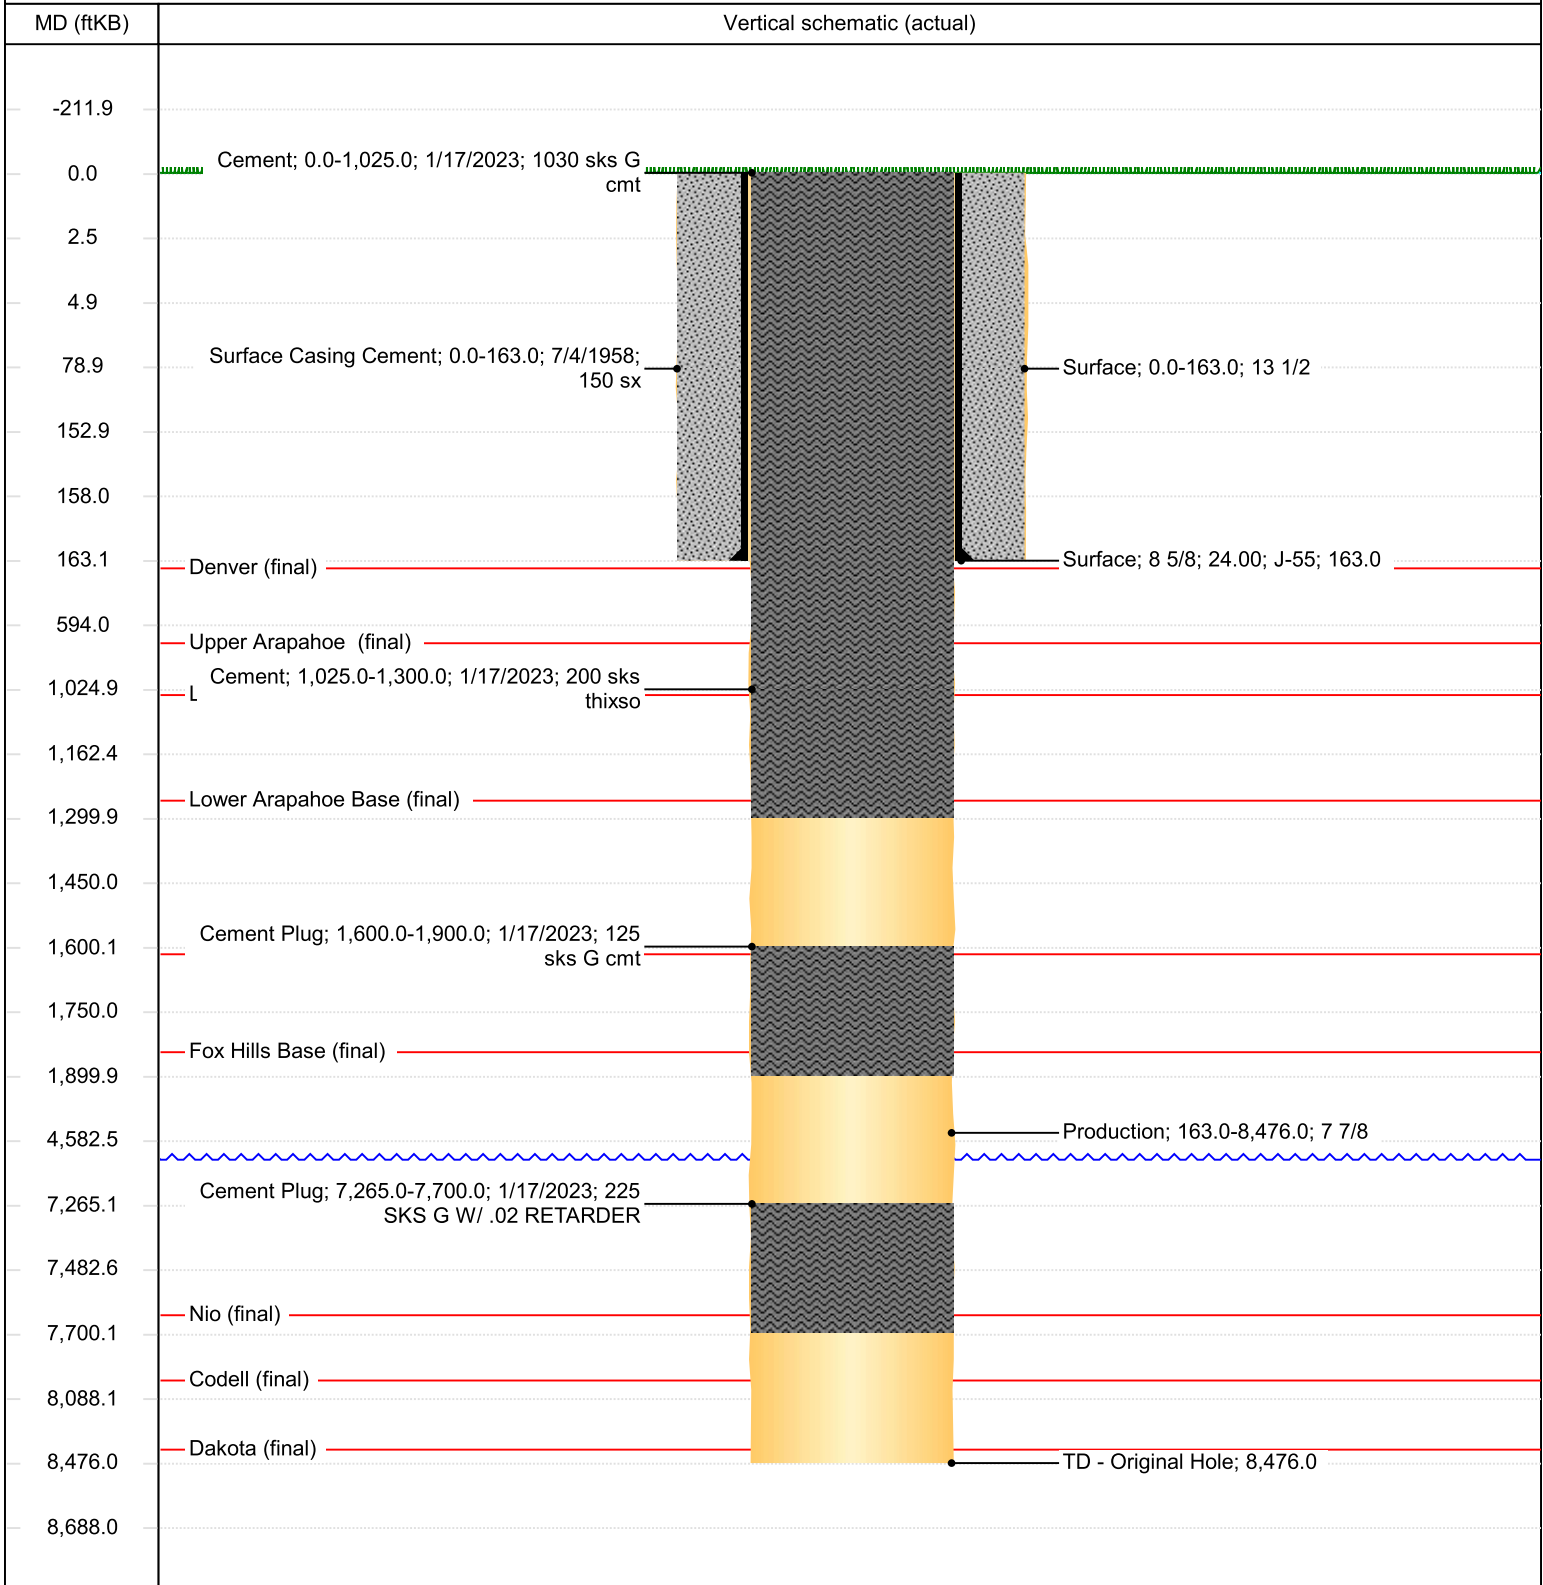 MD (ftKB)
Vertical schematic (actual)
-211.9
Cement; 0.0-1,025.0; 1/17/2023; 1030 sks G
cmt
0.0
2.5
4.9
Surface Casing Cement; 0.0-163.0; 7/4/1958;
150 sx
78.9
Surface; 0.0-163.0; 13 1/2
152.9
158.0
163.1
Surface; 8 5/8; 24.00; J-55; 163.0
Denver (final)
594.0
Upper Arapahoe  (final)
Cement; 1,025.0-1,300.0; 1/17/2023; 200 sks
thixso
1,024.9
1,162.4
Lower Arapahoe Base (final)
1,299.9
1,450.0
Cement Plug; 1,600.0-1,900.0; 1/17/2023; 125
sks G cmt
1,600.1
1,750.0
Fox Hills Base (final)
1,899.9
Production; 163.0-8,476.0; 7 7/8
4,582.5
Cement Plug; 7,265.0-7,700.0; 1/17/2023; 225
SKS G W/ .02 RETARDER
7,265.1
7,482.6
Nio (final)
7,700.1
Codell (final)
8,088.1
Dakota (final)
8,476.0
TD - Original Hole; 8,476.0
8,688.0